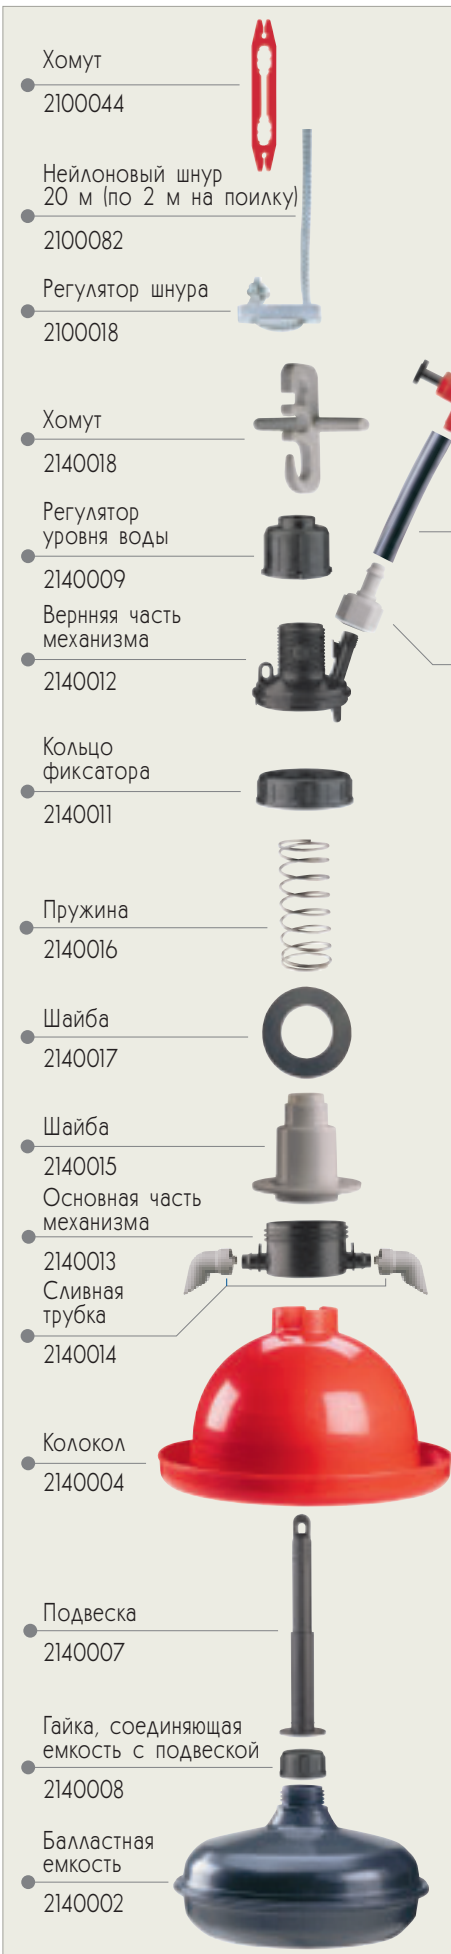 Хомут
2100044
Нейлоновый шнур
20 м (по 2 м на поилку)
2100082
Регулятор шнура
2100018
Хомут
2140018
Регулятор
уровня воды
2140009
Вернняя часть
механизма
2140012
Кольцо
фиксатора
2140011
Пружина
2140016
Шайба
2140017
Шайба
2140015
Основная часть
механизма
2140013
Сливная
трубка
2140014
Колокол
2140004
Подвеска
2140007
Гайка, соединяющая
емкость с подвеской
2140008
Балластная
емкость
2140002